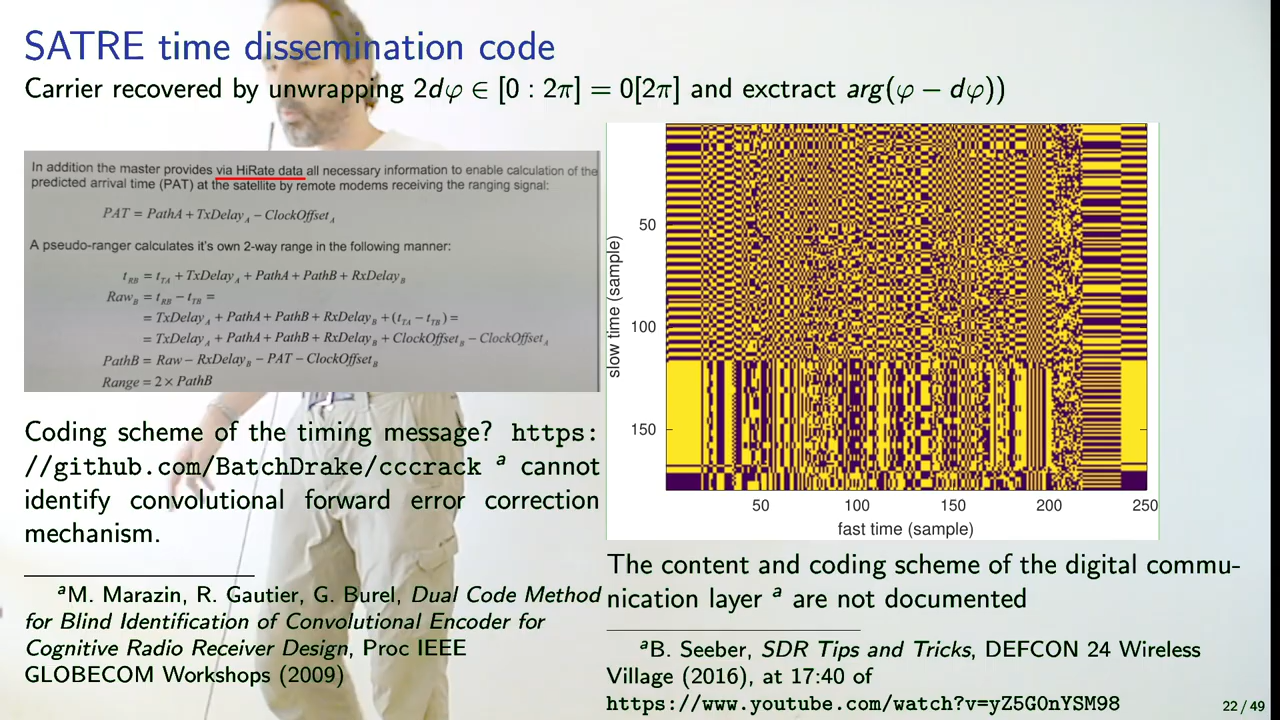 SATRE time dissemination code
Carrier recovered by unwrapping 2dφ ∈ [0 : 2π] = 0[2π] and exctract arg(φ − dφ))
In addition the master provides via HiRate data all necessary information to enable calculation of the
predicted arrival time (PAT) at the satellite by remote modems receiving the ranging signal:
PAT = PathA + TxDelay_A − ClockOffset_A
A pseudo-ranger calculates it's own 2-way range in the following manner:
t_RB = t_TA + TxDelay_A + PathA + PathB + RxDelay_B
Raw_B = t_RB − t_TB =
= TxDelay_A + PathA + PathB + RxDelay_B + (t_TA − t_TB) =
= TxDelay_A + PathA + PathB + RxDelay_B + ClockOffset_B − ClockOffset_A
PathB = Raw − RxDelay_B − PAT − ClockOffset_B
Range = 2 × PathB
Coding scheme of the timing message? https:
//github.com/BatchDrake/cccrack a cannot
identify convolutional forward error correction
mechanism.
aM. Marazin, R. Gautier, G. Burel, Dual Code Method
for Blind Identification of Convolutional Encoder for
Cognitive Radio Receiver Design, Proc IEEE
GLOBECOM Workshops (2009)
slow time (sample)
50
100
150
50 100 150 200 250
fast time (sample)
The content and coding scheme of the digital commu-
nication layer a are not documented
aB. Seeber, SDR Tips and Tricks, DEFCON 24 Wireless
Village (2016), at 17:40 of
https://www.youtube.com/watch?v=yZ5G0nYSM98
22 / 49